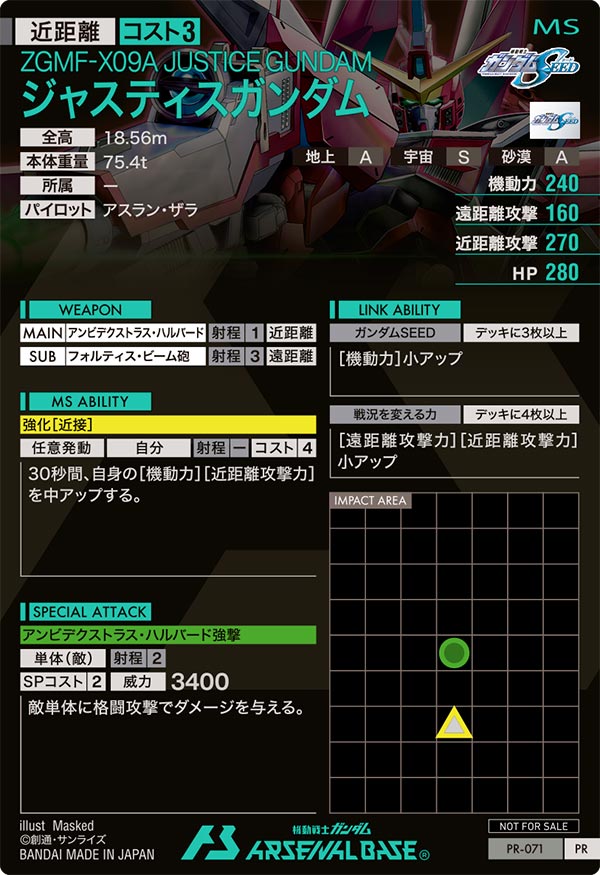 近距離 コスト3 MS
ZGMF-X09A JUSTICE GUNDAM
ジャスティスガンダム
機動戦士 ガンダムSEED
全高 18.56m
本体重量 75.4t
所属 ー
パイロット アスラン・ザラ
地上 A 宇宙 S 砂漠 A
機動力 240
遠距離攻撃 160
近距離攻撃 270
HP 280
WEAPON
MAIN アンビデクストラス・ハルバード 射程 1 近距離
SUB フォルティス・ビーム砲 射程 3 遠距離
MS ABILITY
強化[近接]
任意発動 自分 射程 ー コスト 4
30秒間、自身の[機動力][近距離攻撃力]
を中アップする。
SPECIAL ATTACK
アンビデクストラス・ハルバード強撃
単体(敵) 射程 2
SPコスト 2 威力 3400
敵単体に格闘攻撃でダメージを与える。
LINK ABILITY
ガンダムSEED デッキに3枚以上
[機動力]小アップ
戦況を変える力 デッキに4枚以上
[遠距離攻撃力][近距離攻撃力]
小アップ
IMPACT AREA
illust Masked
©創通・サンライズ
BANDAI MADE IN JAPAN
機動戦士ガンダム
ARSENAL BASE®
NOT FOR SALE
PR-071 PR